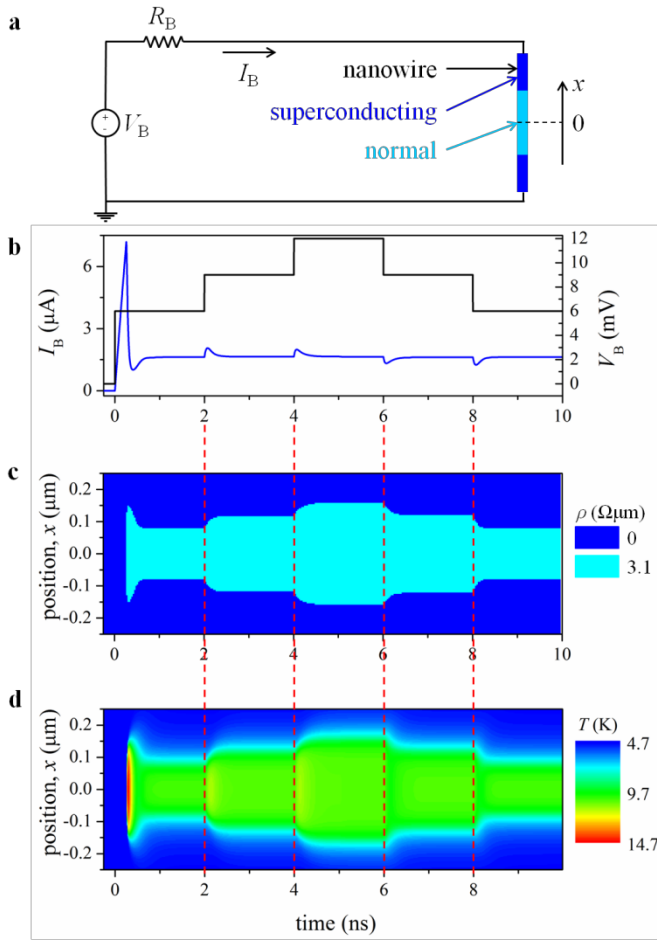 a
R_B
I_B
V_B
+
-
nanowire
superconducting
normal
x
0
b
I_B (μA)
6
3
0
V_B (mV)
12
10
8
6
4
2
0
0 2 4 6 8 10
c
position, x (μm)
0.2
0.1
0.0
-0.1
-0.2
0 2 4 6 8 10
ρ (Ωμm)
0
3.1
d
position, x (μm)
0.2
0.1
0.0
-0.1
-0.2
0 2 4 6 8
T (K)
4.7
9.7
14.7
time (ns)